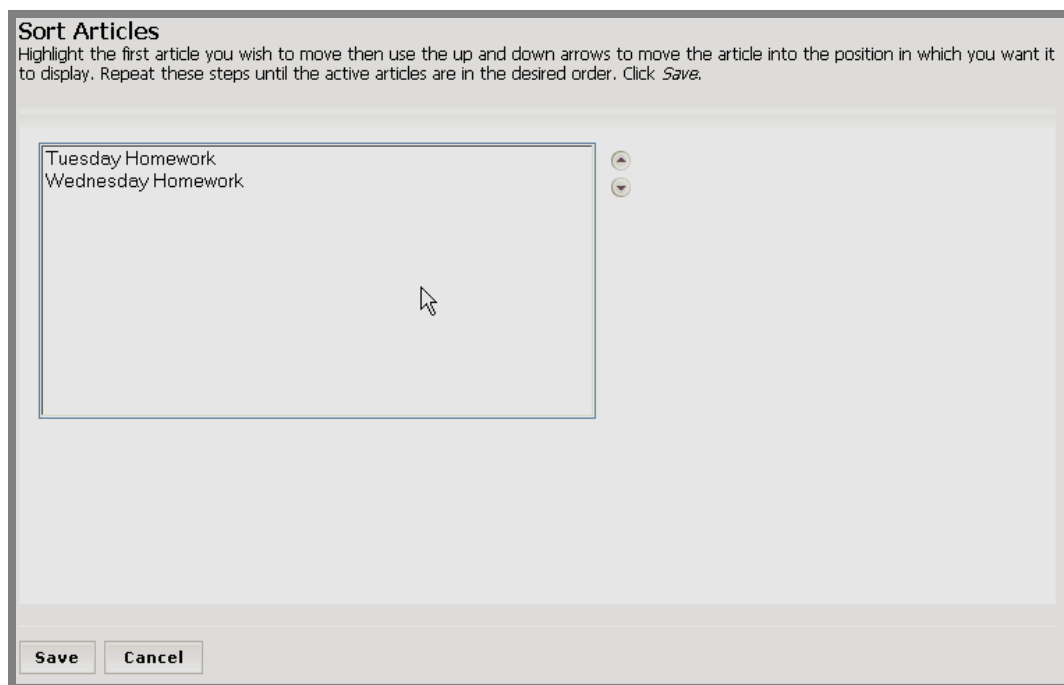 Sort Articles
Highlight the first article you wish to move then use the up and down arrows to move the article into the position in which you want it
to display. Repeat these steps until the active articles are in the desired order. Click Save.
Tuesday Homework
Wednesday Homework
Save Cancel